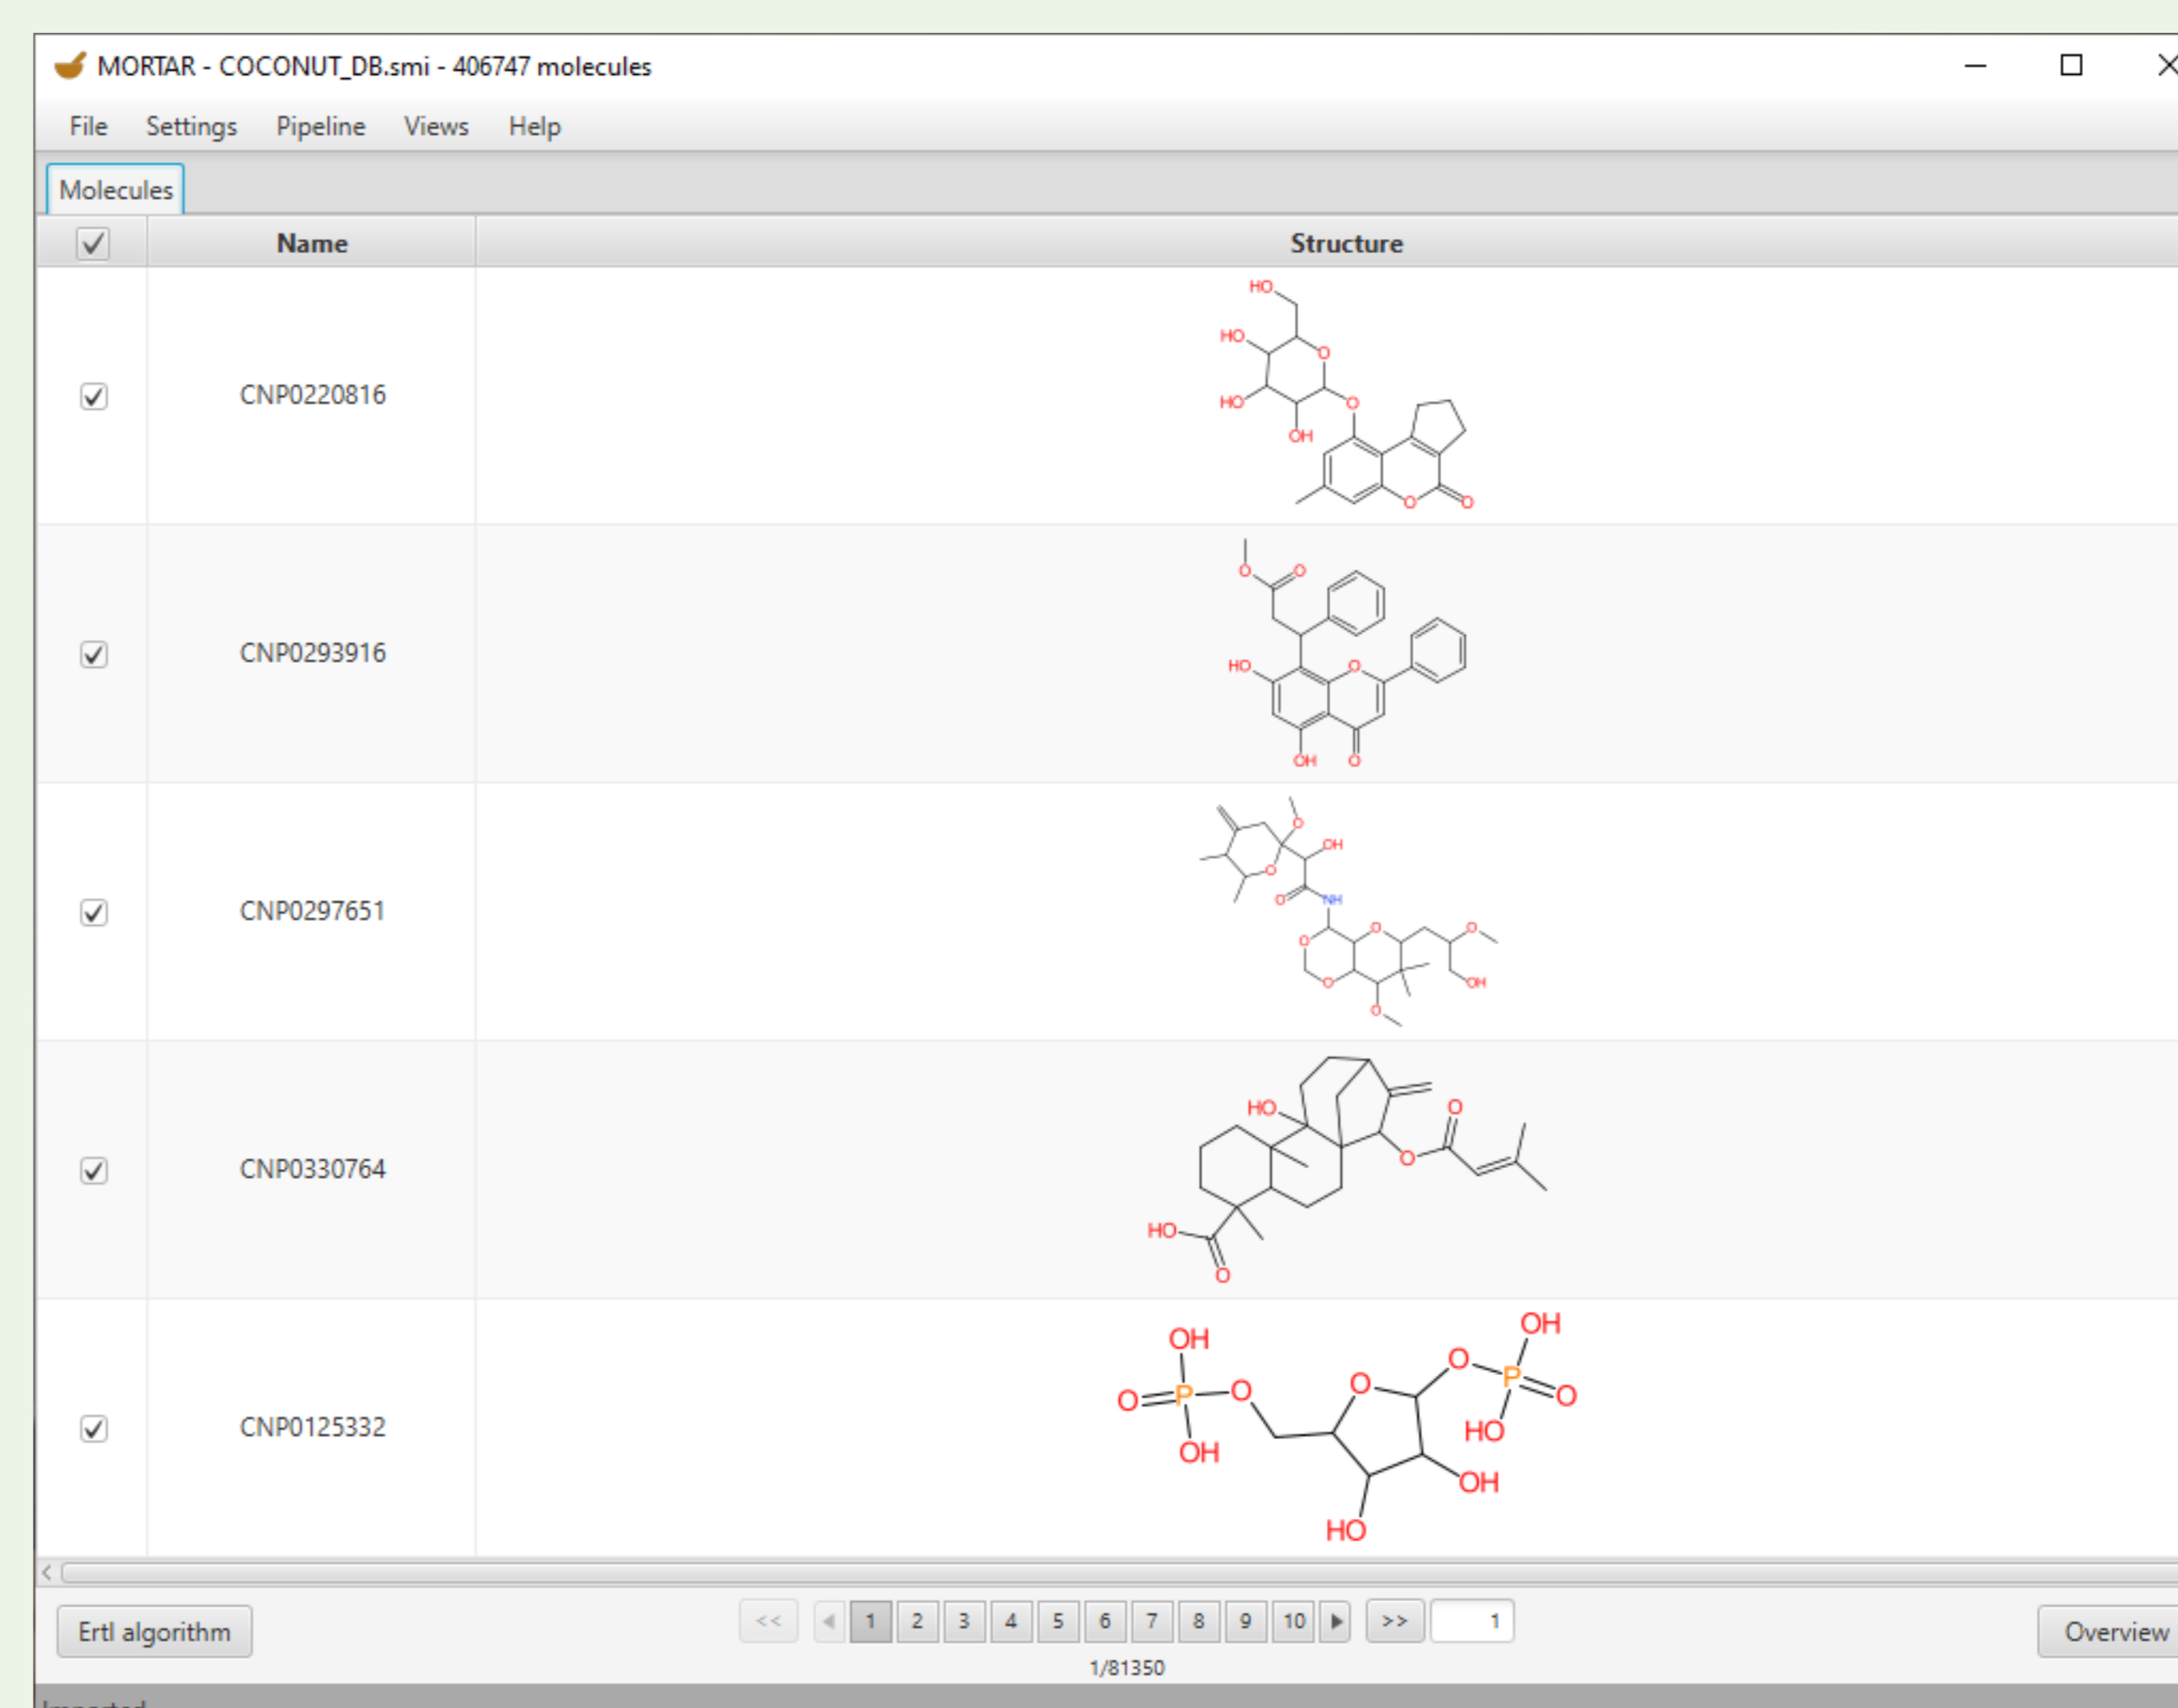 MORTAR - COCONUT_DB.smi - 406747 molecules
File Settings Pipeline Views Help
Molecules
Name Structure
CNP0220816
HO
HO O
HO O
OH
O O
CNP0293916
O O
HO O
OH O
CNP0297651
O
OH
O
O NH
O O O
O OH
O
CNP0330764
HO O
O
HO
O
CNP0125332
OH OH
O P O O O P O
OH HO
OH
HO
Ertl algorithm << 1 2 3 4 5 6 7 8 9 10 >> 1 Overview
1/81350